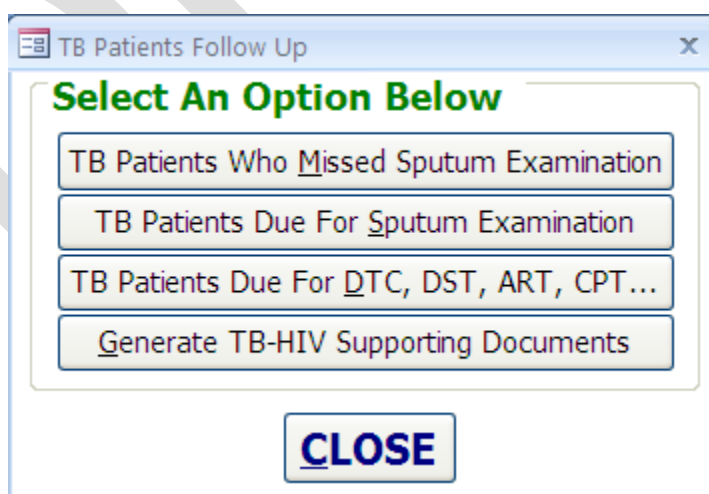 TB Patients Follow Up x
Select An Option Below
TB Patients Who Missed Sputum Examination
TB Patients Due For Sputum Examination
TB Patients Due For DTC, DST, ART, CPT...
Generate TB-HIV Supporting Documents
CLOSE